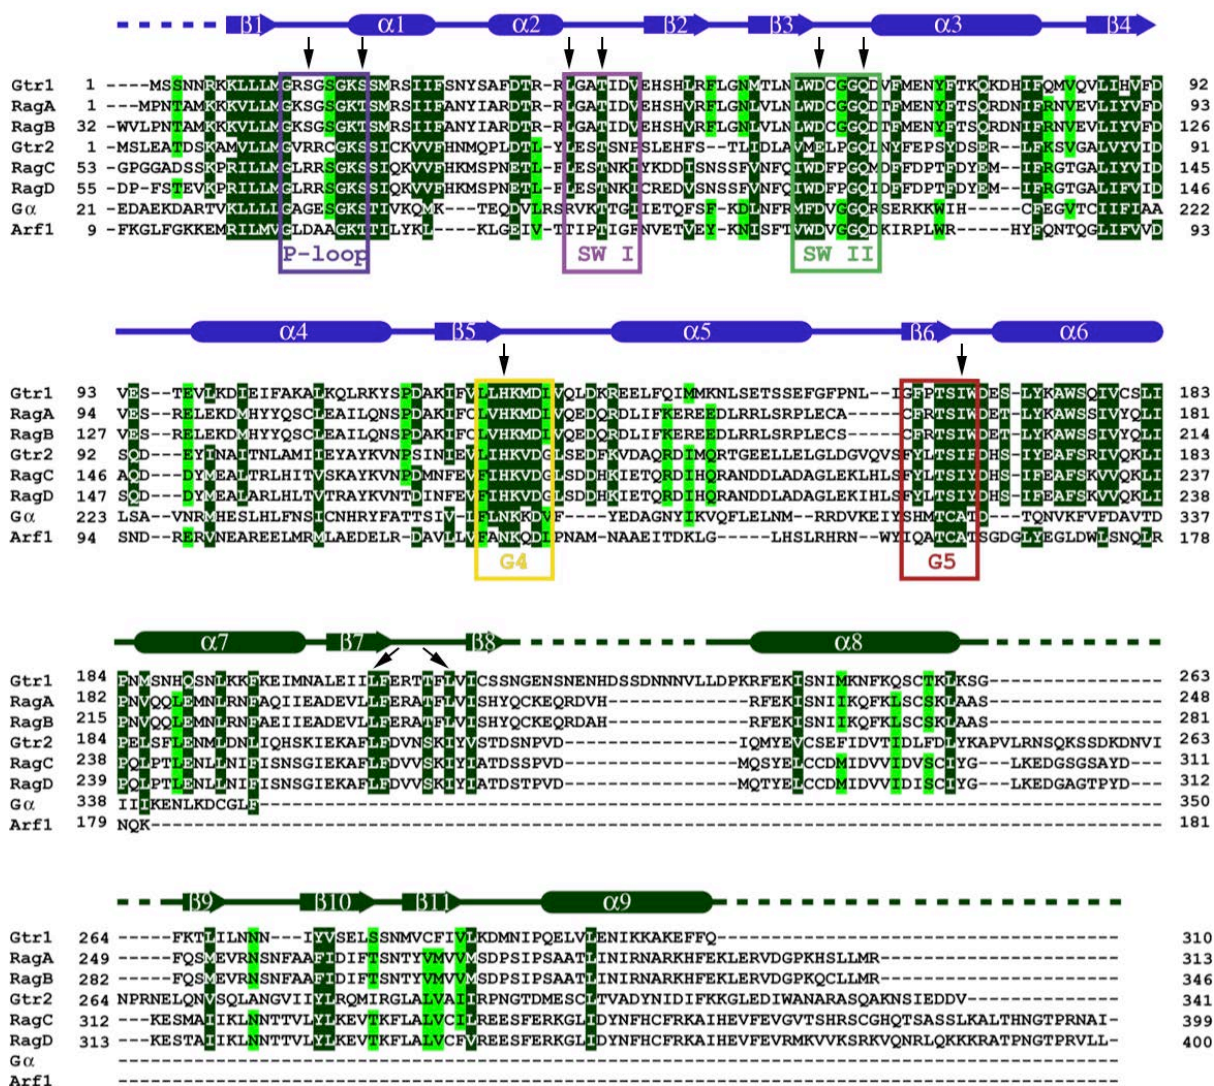 β1 α1 α2 β2 β3 α3 β4
Gtr1 1 ----MSSNNRKKLLLMGRSGSGKSSMRSIIFSNYSAFDTR-RLGATIDVEHSHLRFLGNMTLNLWDCGGQDVFMENYFTKQKDHIFQMVQVLIHVFD 92
RagA 1 ----MPNTAMKKKVLLMGKSGSGKTSMRSIIFANYIARDTR-RLGATIDVEHSHVRFLGNLVLNLWDCGGQDTFMENYFTSQRDNIFRNVEVLIYVFD 93
RagB 32 -WVLPNTAMKKKVLLMGKSGSGKTSMRSIIFANYIARDTR-RLGATIDVEHSHVRFLGNLVLNLWDCGGQDTFMENYFTSQRDNIFRNVEVLIYVFD 126
Gtr2 1 -MSLEATDSKAMVLLMGVRRCGKSSICKVVFHNMQPLDTL-YLESTSNPSLEHFS--TLIDLAVMELPGQLNYFEPSYDSER--LFKSVGALVYVID 91
RagC 53 -GPGGADSSKPRILLMGLRRSGKSSIQKVVFHKMSPNETL-FLESTNKIYKDDISNSSFVNFQIWDFPGQMDFFDPTFDYEM--IFRGTGALIYVID 145
RagD 55 -DP-FSTEVKPRILLMGLRRSGKSSIQKVVFHKMSPNETL-FLESTNKICREDVSNSSFVNFQIWDFPGQIDFFDPTFDYEM--IFRGTGALIFVID 146
Gα 21 -EDAEKDARTVKLLLLGAGESGKSTIVKQMK---TEQDVLRSRVKTTGIIETQFSF-KDLNFRMFDVGGQRSERKKWIH-----CFEGVTCIIFIAA 222
Arf1 9 -FKGLFGKKEMRILMVGLDAAGKTTILYKL----KLGEIV-TTIPTIGFNVETVEY-KNISFTVWDVGGQDKIRPLWR-----HYFQNTQGLIFVVD 93
P-loop SW I SW II
α4 β5 α5 β6 α6
Gtr1 93 VES--TEVLKDIEIFAKALKQLRKYSPDAKIFVLLHKMDLVQLDKREELFQIMMKNLSETSSEFGFPNL--IGFPTSIWDES-LYKAWSQIVCSLI 183
RagA 94 VES--RELEKDMHYYQSCLEAILQNSPDAKIFCLVHKMDLVQEDQRDLIFKEREEDLRRLSRPLECA-----CFRTSIWDET-LYKAWSSIVYQLI 181
RagB 127 VES--RELEKDMHYYQSCLEAILQNSPDAKIFCLVHKMDLVQEDQRDLIFKEREEDLRRLSRPLECS-----CFRTSIWDET-LYKAWSSIVYQLI 214
Gtr2 92 SQD--EYINAITNLAMIIEYAYKVNPSINIEVLIHKVDGLSEDFKVDAQRDIMQRTGEELLELGLDGVQVSFYLTSIFDHS-IYEAFSRIVQKLI 183
RagC 146 AQD--DYMEALTRLHITVSKAYKVNPDMNFEVFIHKVDGLSDDHKIETQRDIHQRANDDLADAGLEKLHLSFYLTSIYDHS-IFEAFSKVVQKLI 237
RagD 147 SQD--DYMEALARLHLTVTRAYKVNTDINFEVFIHKVDGLSDDHKIETQRDIHQRANDDLADAGLEKIHLSFYLTSIYDHS-IFEAFSKVVQKLI 238
Gα 223 LSA--VNRMHESLHLFNSICNHRYFATTSIV-LFLNKKDVF----YEDAGNYIKVQFLELNM--RRDVKEIYSHMTCATD---TQNVKFVFDAVTD 337
Arf1 94 SND--RERVNEAREELMRMLAEDELR-DAVLLVFANKQDLPNAM-NAAEITDKLG----LHSLRHRN--WYIQATCATSGDGLYEGLDWLSNQLR 178
G4 G5
α7 β7 β8 α8
Gtr1 184 PNMSNHQSNLKKFKEIMNALEIILFERTTFLVICSSNGENSNENHDSSDNNNVLLDPKRFEKISNIMKNFKQSCTKLKSG---------------- 263
RagA 182 PNVQQLEMNLRNFAQIIEADEVLLFERATFLVISHYQCKEQRDVH-------------RFEKISNIIKQFKLSCSKLAAS---------------- 248
RagB 215 PNVQQLEMNLRNFAEIIEADEVLLFERATFLVISHYQCKEQRDAH-------------RFEKISNIIKQFKLSCSKLAAS---------------- 281
Gtr2 184 PELSFLENMLDNLIQHSKIEKAFLFDVNSKIYVSTDSNPVD----------------IQMYEVCSEFIDVTIDLFDLYKAPVLRNSQKSSDKDNVI 263
RagC 238 PQLPTLENLLNIFISNSGIEKAFLFDVVSKIYIATDSSPVD----------------MQSYELCCDMIDVVIDVSCIYG---LKEDGSGSAYD---- 311
RagD 239 PQLPTLENLLNIFISNSGIEKAFLFDVVSKIYIATDSTPVD----------------MQTYELCCDMIDVVIDISCIYG---LKEDGAGTPYD---- 312
Gα 338 IIIKENLKDCGLF----------------------------------------------------------------------------------- 350
Arf1 179 NQK--------------------------------------------------------------------------------------------- 181
β9 β10 β11 α9
Gtr1 264 -----FKTLILNNN---IYVSELSSNMVCFIVLKDMNIPQELVLENIKKAKEFFQ------------------------------------ 310
RagA 249 -----FQSMEVRNSNFAAFIDIFTSNTYVMVVMSDPSIPSAATLINIRNARKHFEKLERVDGPKHSLLMR--------------------- 313
RagB 282 -----FQSMEVRNSNFAAFIDIFTSNTYVMVVMSDPSIPSAATLINIRNARKHFEKLERVDGPKQCLLMR--------------------- 346
Gtr2 264 NPRNELQNVSQLANGVIIYLRQMIRGLALVAIIRPNGTDMESCLTVADYNIDIFKKGLEDIWANARASQAKNSIEDDV------------- 341
RagC 312 ---KESMAIIKLNNTTVLYLKEVTKFLALVCILREESFERKGLIDYNFHCFRKAIHEVFEVGVTSHRSCGHQTSASSLKALTHNGTPRNAI- 399
RagD 313 ---KESTAIIKLNNTTVLYLKEVTKFLALVCFVREESFERKGLIDYNFHCFRKAIHEVFEVRMKVVKSRKVQNRLQKKKRATPNGTPRVLL- 400
Gα -------------------------------------------------------------------------------------------
Arf1 -------------------------------------------------------------------------------------------